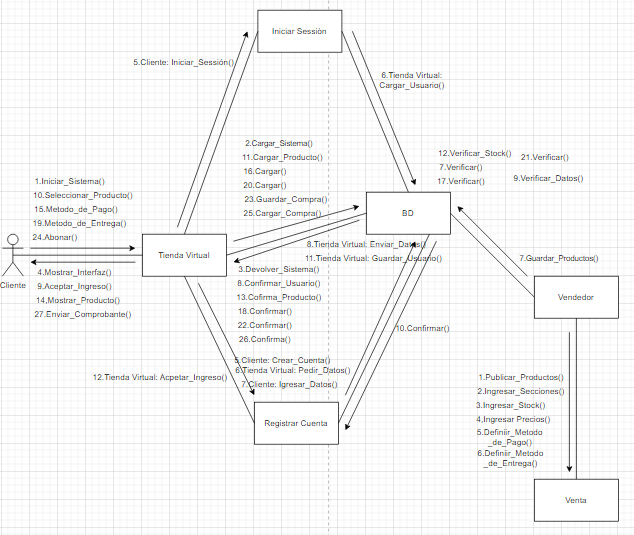 Iniciar Sessión
5.Cliente: Iniciar_Sessión()
6.Tienda Virtual:
Cargar_Usuario()
2.Cargar_Sistema()
11.Cargar_Producto()
16.Cargar()
20.Cargar()
23.Guardar_Compra()
25.Cargar_Compra()
12.Verificar_Stock()
7.Verificar()
17.Verificar()
21.Verificar()
9.Verificar_Datos()
1.Iniciar_Sistema()
10.Seleccionar_Producto()
15.Metodo_de_Pago()
19.Metodo_de_Entrega()
24.Abonar()
BD
Tienda Virtual
8.Tienda Virtual: Enviar_Datos()
11.Tienda Virtual: Guardar_Usuario()
7.Guardar_Productos()
Cliente
4.Mostrar_Interfaz()
9.Aceptar_Ingreso()
14,Mostrar_Producto()
27.Enviar_Comprobante()
3.Devolver_Sistema()
8.Confirmar_Usuario()
13.Cofirma_Producto()
18.Confirmar()
22.Confirmar()
26.Confirma()
Vendedor
10.Confirmar()
5.Cliente: Crear_Cuenta()
6.Tienda Virtual: Pedir_Datos()
7.Cliente: Igresar_Datos()
12.Tienda Virtual: Acpetar_Ingreso()
Registrar Cuenta
1.Publicar_Productos()
2.Ingresar_Secciones()
3.Ingresar_Stock()
4,Ingresar Precios()
5.Definiir_Metodo
_de_Pago()
6.Definiir_Metodo
_de_Entrega()
Venta